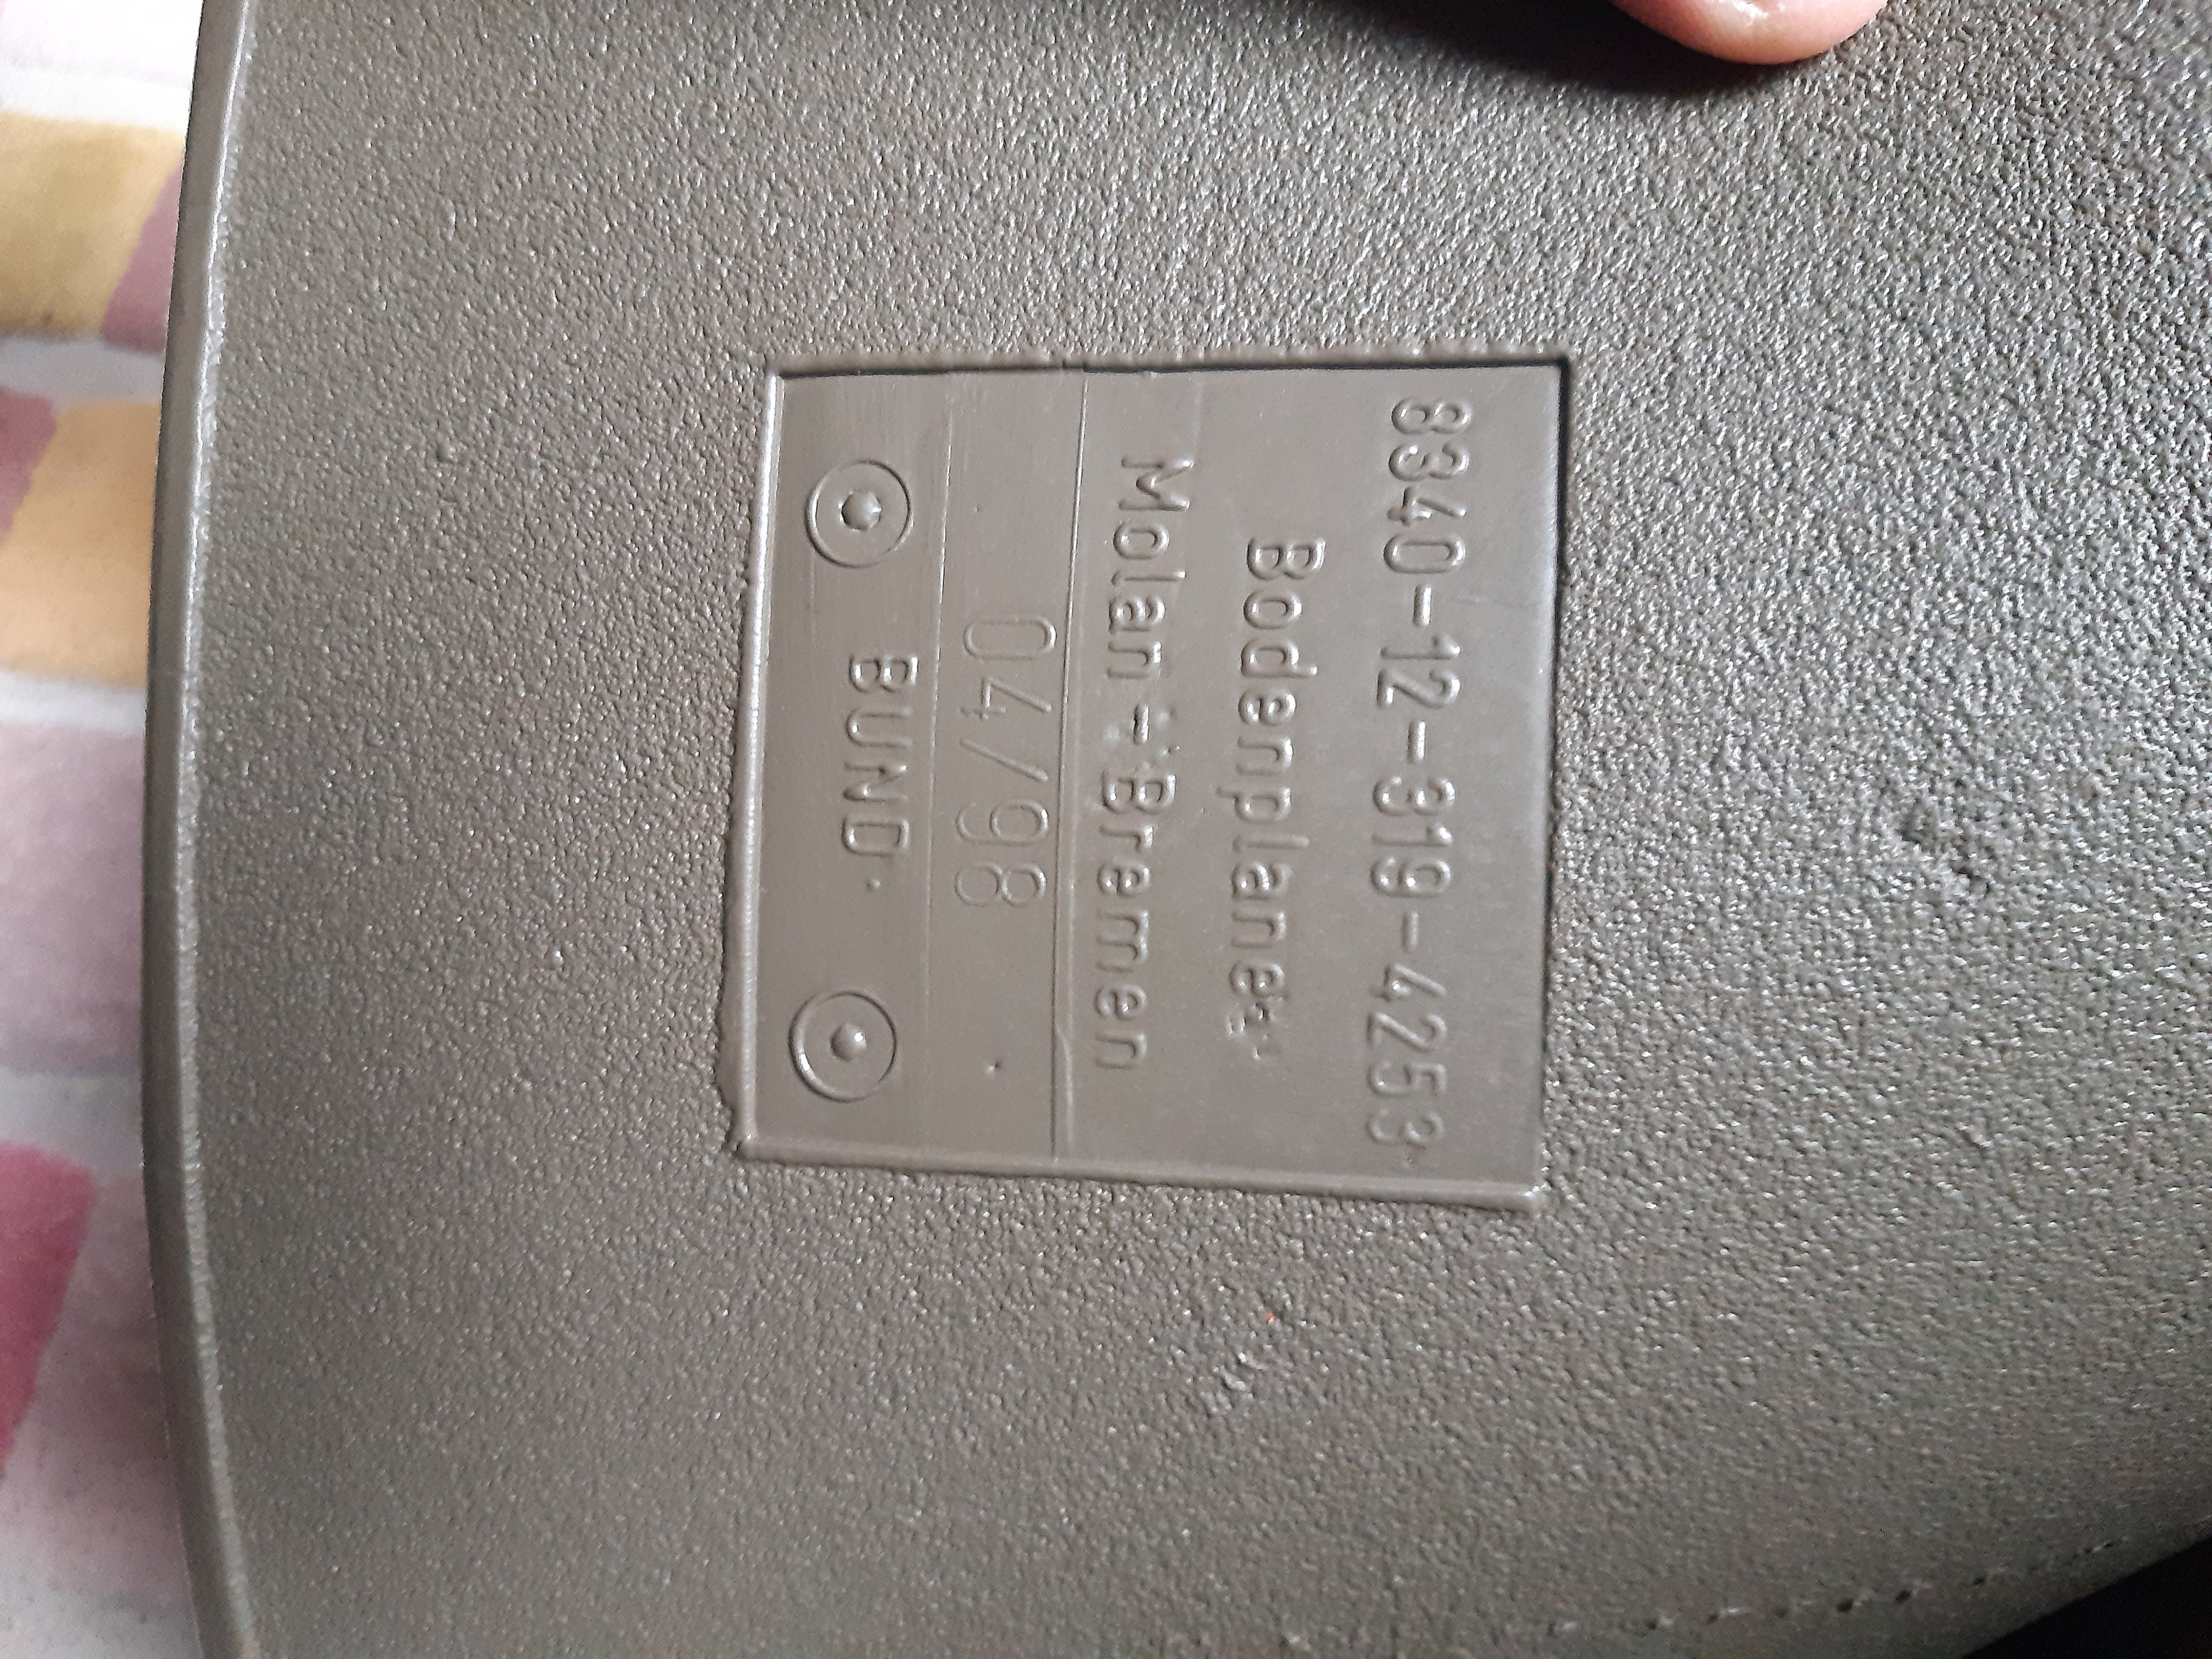 8340-12-319-4253
Bodenplane
Molan-Bremen
04/98
BUND